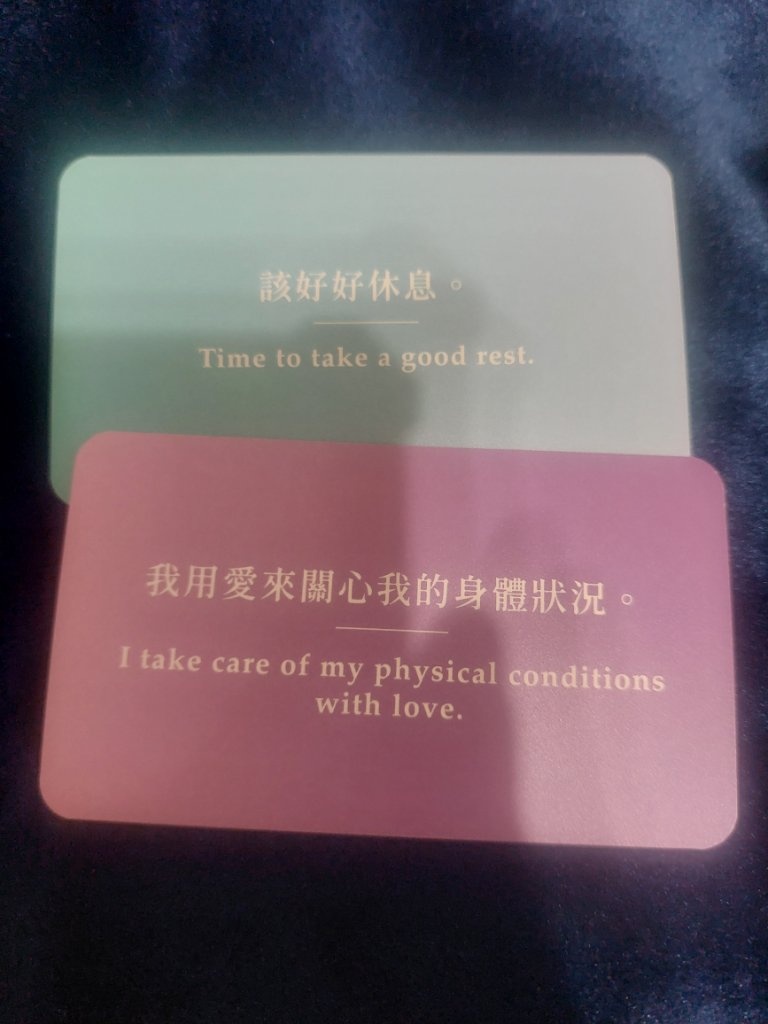 該好好休息。
Time to take a good rest.
我用愛來關心我的身體狀況。
I take care of my physical conditions
with love.